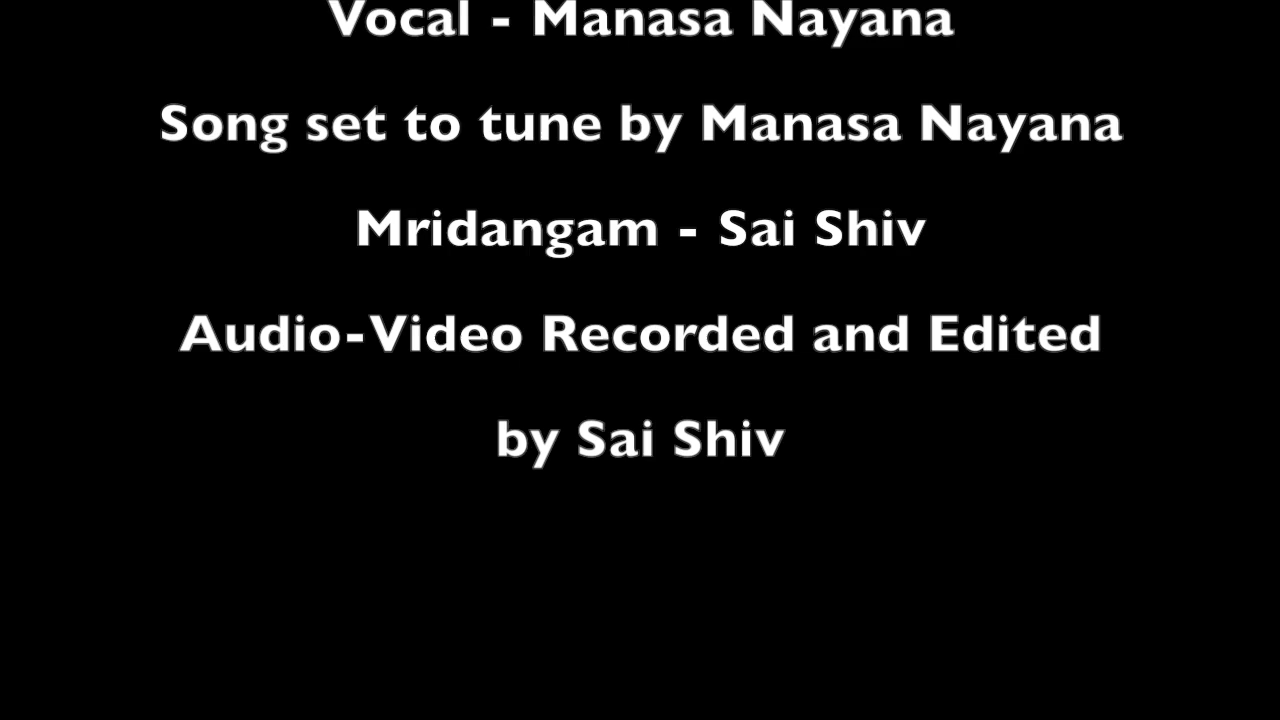 Vocal - Manasa Nayana
Song set to tune by Manasa Nayana
Mridangam - Sai Shiv
Audio-Video Recorded and Edited
by Sai Shiv